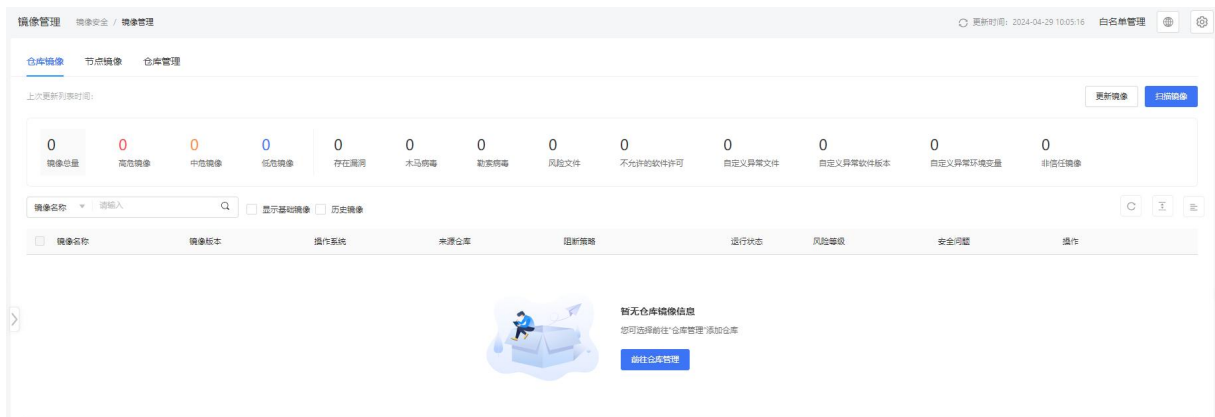 镜像管理 镜像安全 / 镜像管理 更新时间: 2024-04-29 10:05:16 白名单管理
仓库镜像 节点镜像 仓库管理
上次更新列表时间: 更新镜像 扫描镜像
0 0 0 0 0 0 0 0 0 0 0 0 0
镜像总量 高危镜像 中危镜像 低危镜像 存在漏洞 木马病毒 勒索病毒 风险文件 不允许的软件许可 自定义异常文件 自定义异常软件版本 自定义异常环境变量 非信任镜像
镜像名称 请输入 显示基础镜像 历史镜像
镜像名称 镜像版本 操作系统 来源仓库 阻断策略 运行状态 风险等级 安全问题 操作
暂无仓库镜像信息
您可选择前往"仓库管理"添加仓库
前往仓库管理